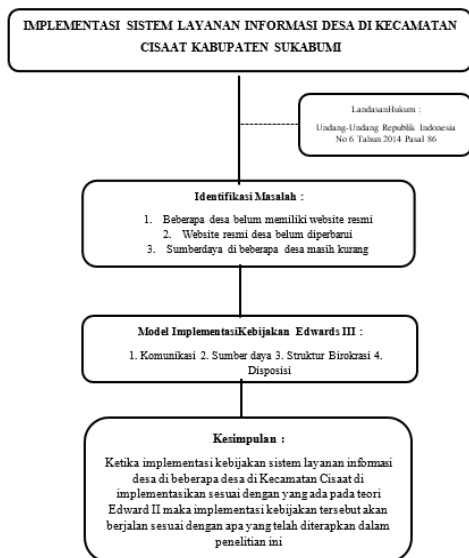 IMPLEMENTASI SISTEM LAYANAN INFORMASI DESA DI KECAMATAN
CISAAT KABUPATEN SUKABUMI
LandasanHukum :
Undang-Undang Republik Indonesia
No 6 Tahun 2014 Pasal 86
Identifikasi Masalah :
1. Beberapa desa belum memiliki website resmi
2. Website resmi desa belum diperbarui
3. Sumberdaya di beberapa desa masih kurang
Model ImplementasiKebijakan Edwards III :
1. Komunikasi 2. Sumber daya 3. Struktur Birokrasi 4.
Disposisi
Kesimpulan :
Ketika implementasi kebijakan sistem layanan informasi
desa di beberapa desa di Kecamatan Cisaat di
implementasikan sesuai dengan yang ada pada teori
Edward II maka implementasi kebijakan tersebut akan
berjalan sesuai dengan apa yang telah diterapkan dalam
penelitian ini